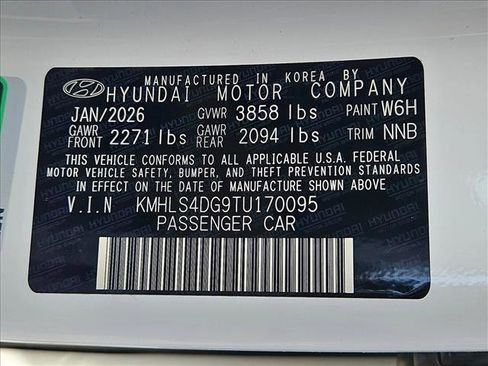 MANUFACTURED IN KOREA BY
HYUNDAI MOTOR COMPANY
JAN/2026 GVWR 3858 lbs PAINT W6H
GAWR FRONT 2271 lbs GAWR REAR 2094 lbs TRIM NNB
THIS VEHICLE CONFORMS TO ALL APPLICABLE U.S.A. FEDERAL
MOTOR VEHICLE SAFETY, BUMPER, AND THEFT PREVENTION STANDARDS
IN EFFECT ON THE DATE OF MANUFACTURE SHOWN ABOVE
V.I.N KMHLS4DG9TU170095
PASSENGER CAR